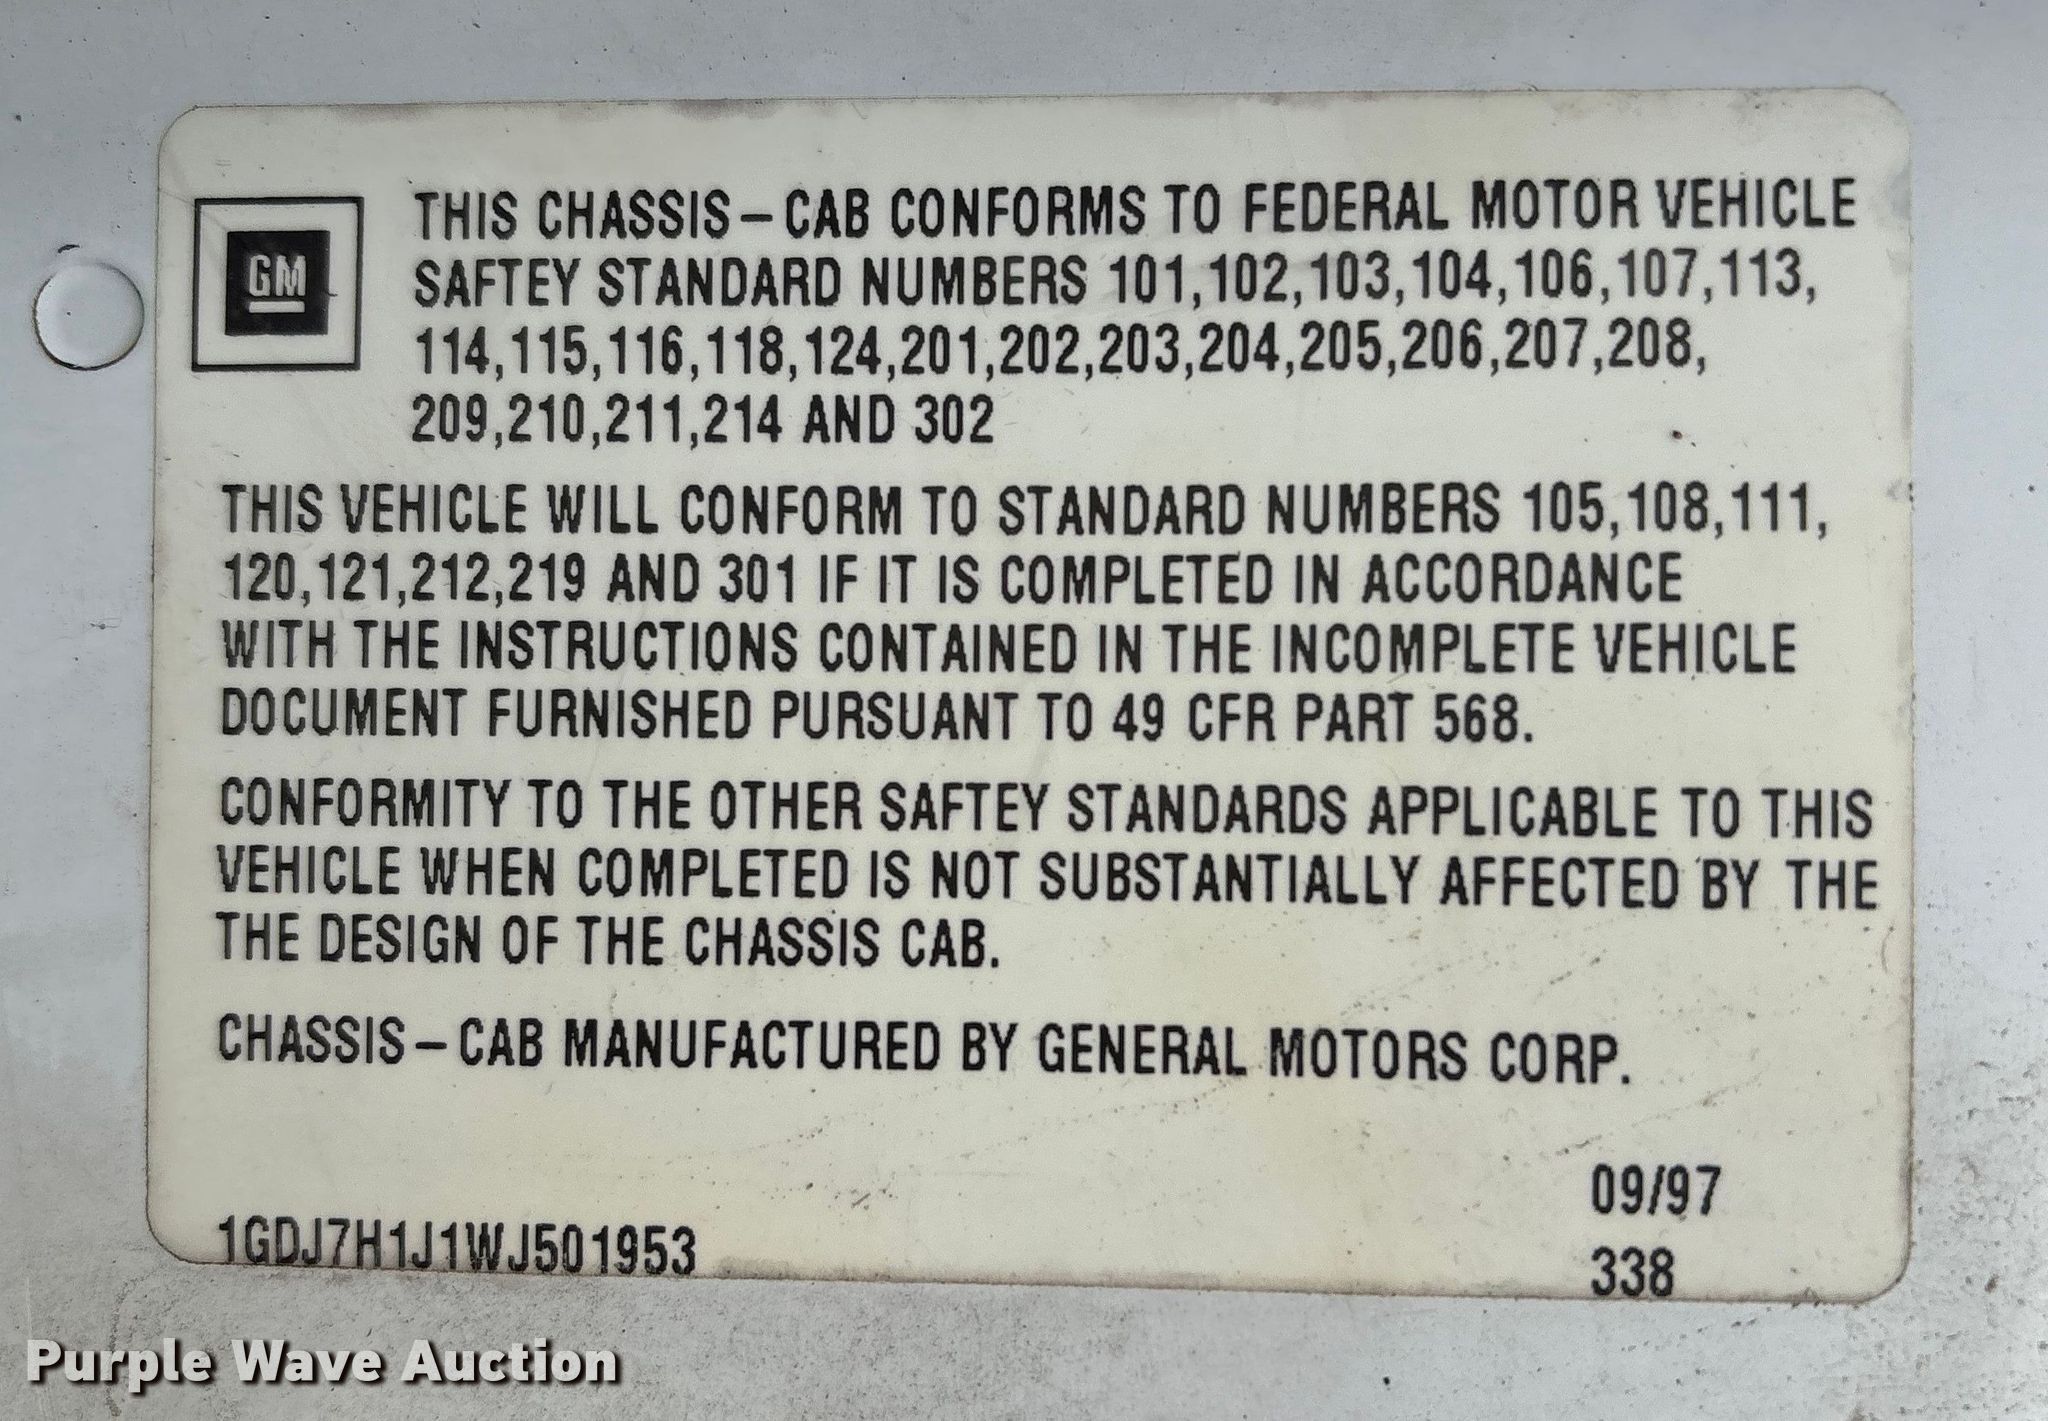 GM
THIS CHASSIS – CAB CONFORMS TO FEDERAL MOTOR VEHICLE
SAFTEY STANDARD NUMBERS 101,102,103,104,106,107,113,
114,115,116,118,124,201,202,203,204,205,206,207,208,
209,210,211,214 AND 302
THIS VEHICLE WILL CONFORM TO STANDARD NUMBERS 105,108,111,
120,121,212,219 AND 301 IF IT IS COMPLETED IN ACCORDANCE
WITH THE INSTRUCTIONS CONTAINED IN THE INCOMPLETE VEHICLE
DOCUMENT FURNISHED PURSUANT TO 49 CFR PART 568.
CONFORMITY TO THE OTHER SAFTEY STANDARDS APPLICABLE TO THIS
VEHICLE WHEN COMPLETED IS NOT SUBSTANTIALLY AFFECTED BY THE
THE DESIGN OF THE CHASSIS CAB.
CHASSIS – CAB MANUFACTURED BY GENERAL MOTORS CORP.
09/97
1GDJ7H1J1WJ501953
338
Purple Wave Auction